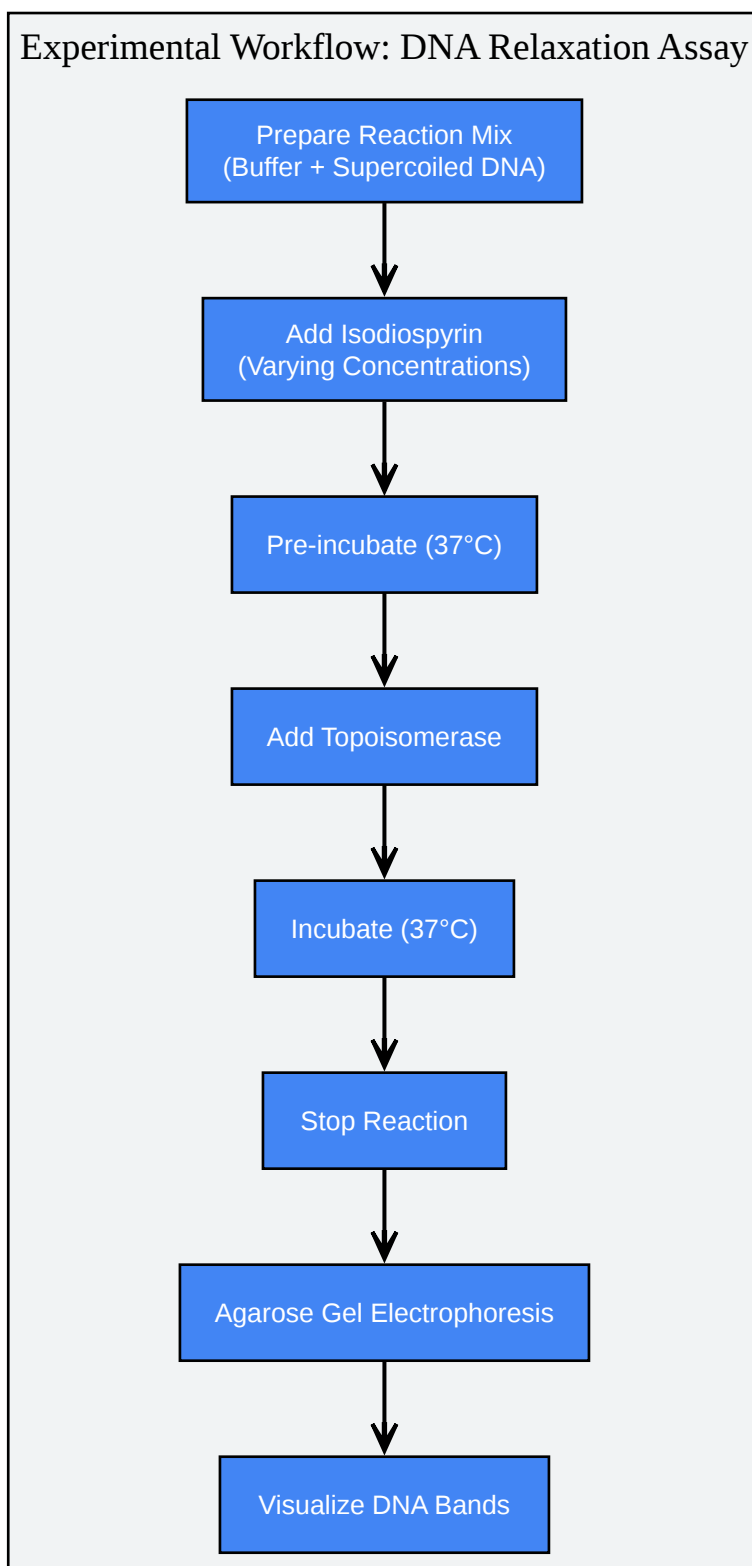 Experimental Workflow: DNA Relaxation Assay
Prepare Reaction Mix
(Buffer + Supercoiled DNA)
Add Isodiospyrin
(Varying Concentrations)
Pre-incubate (37°C)
Add Topoisomerase
Incubate (37°C)
Stop Reaction
Agarose Gel Electrophoresis
Visualize DNA Bands